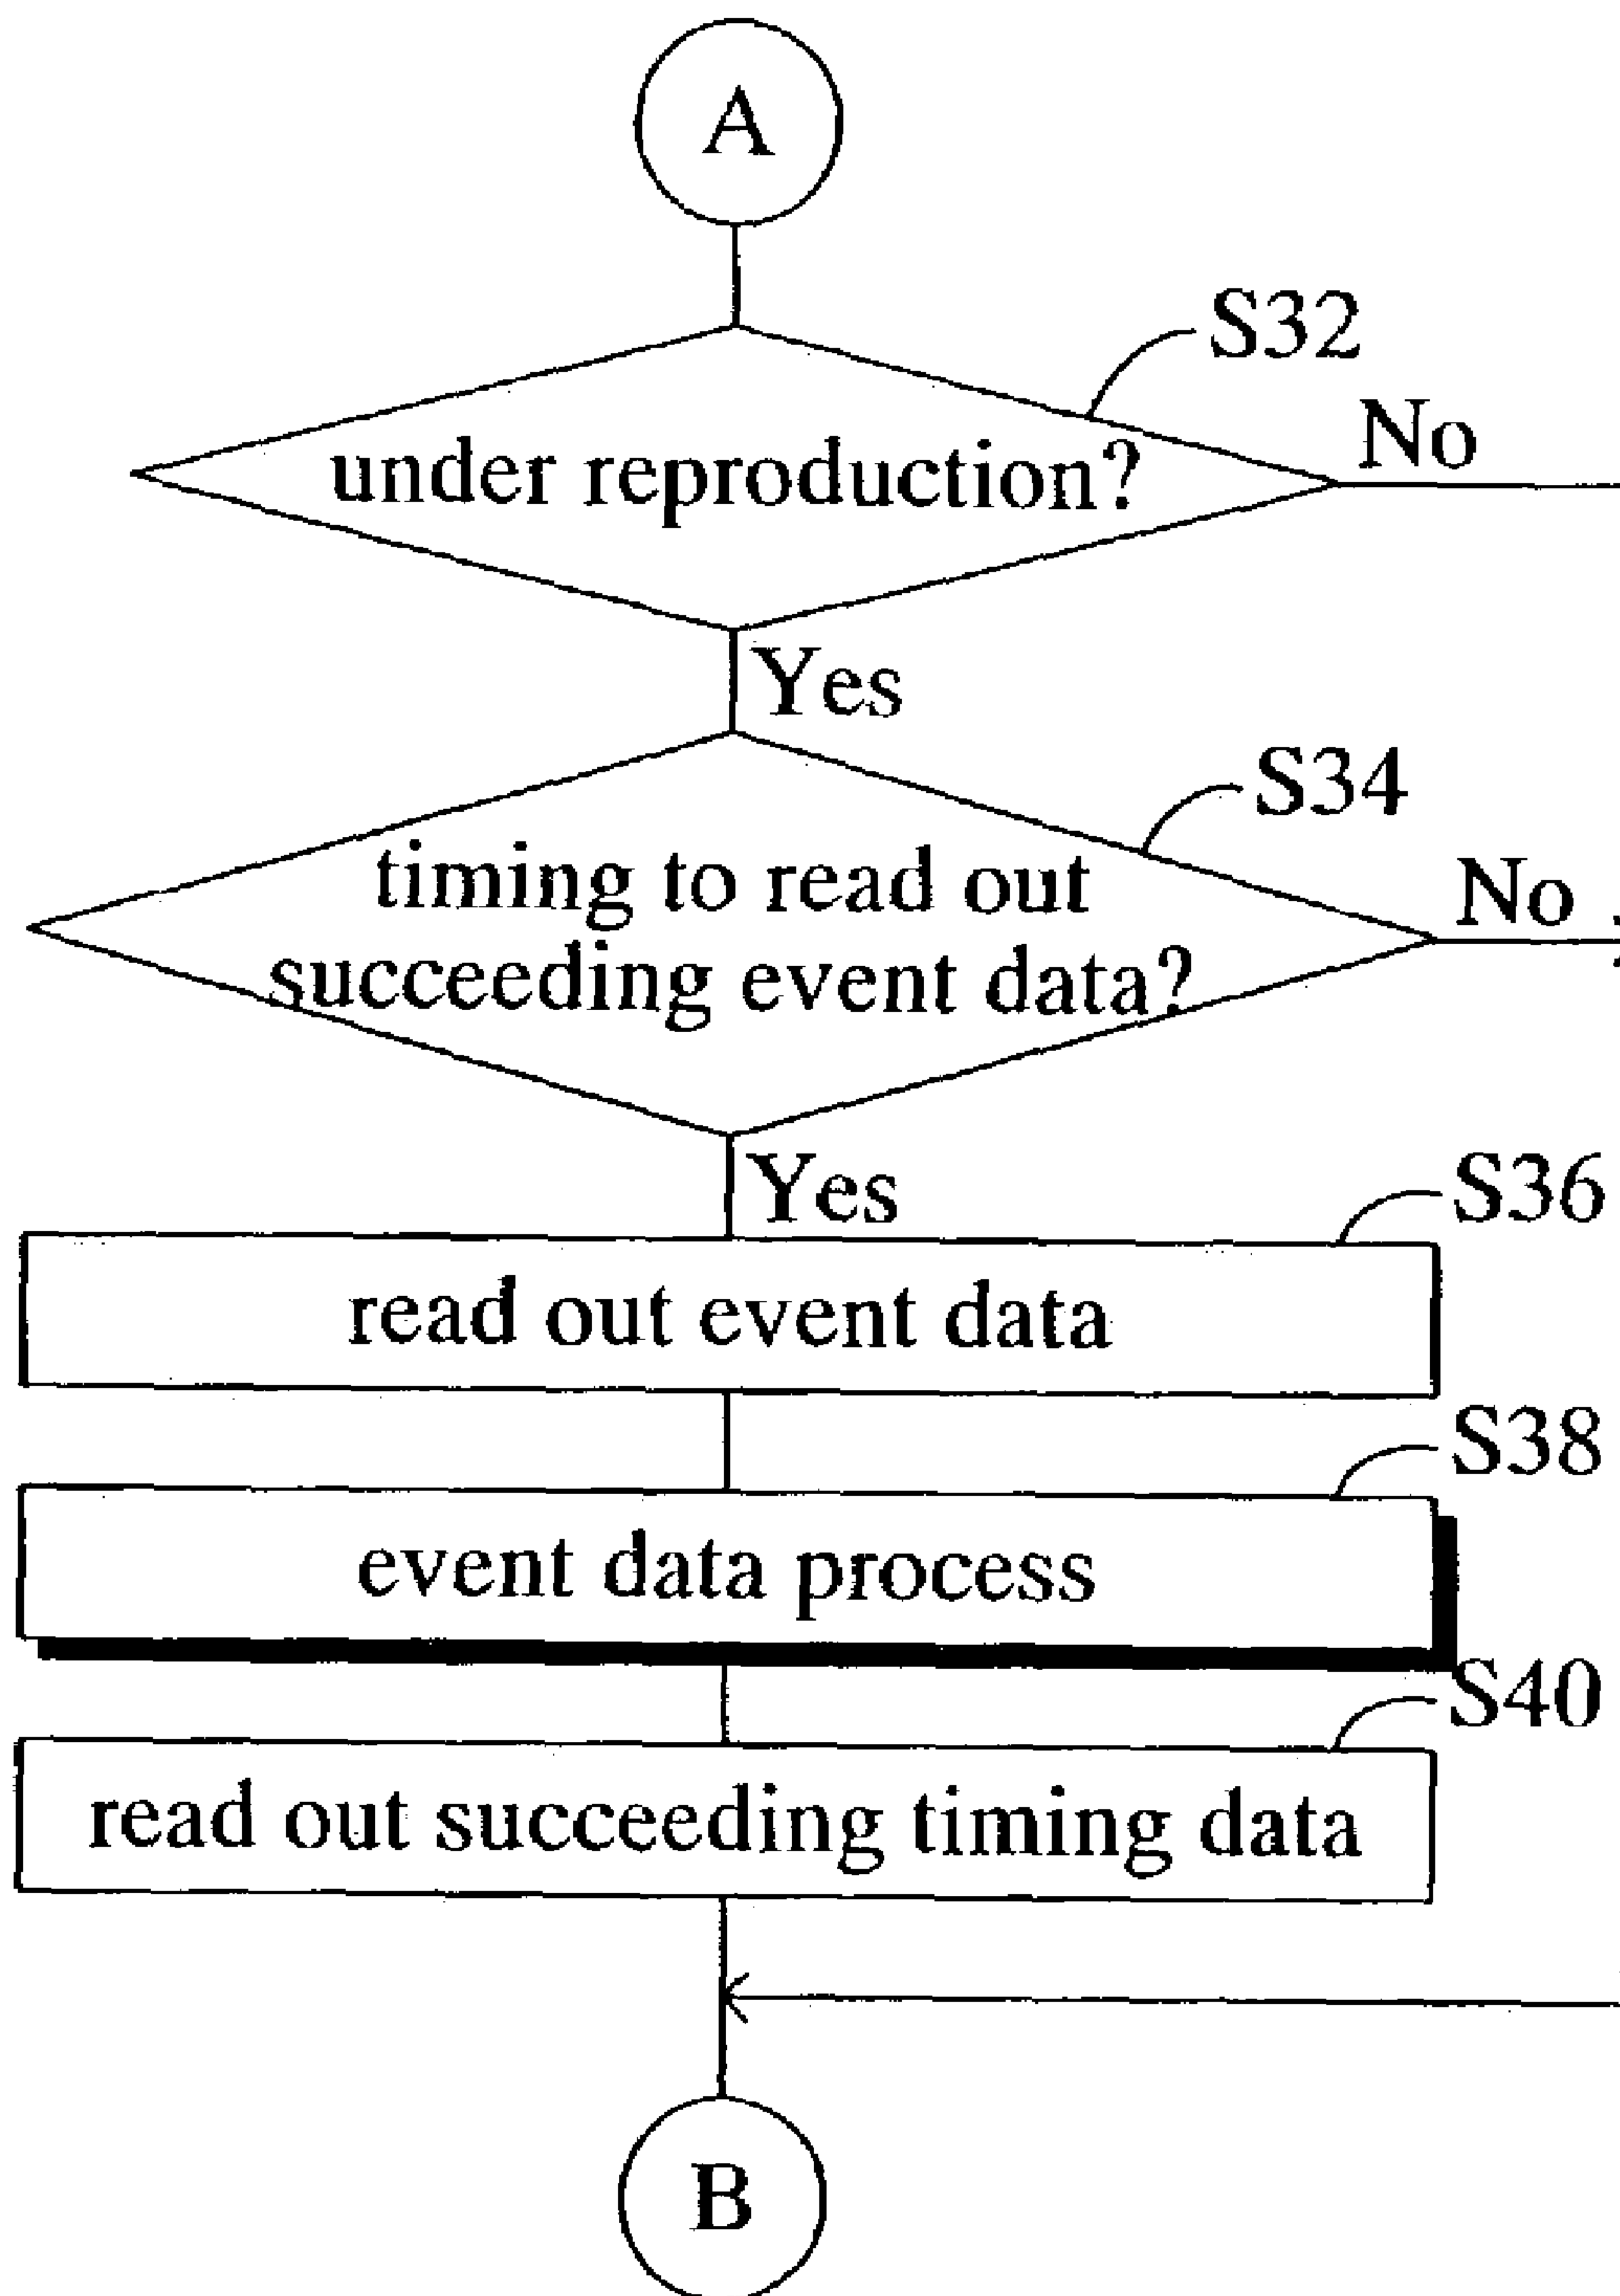 A
S32
under reproduction?
No
Yes
S34
timing to read out
succeeding event data?
No
Yes
S36
read out event data
S38
event data process
S40
read out succeeding timing data
B